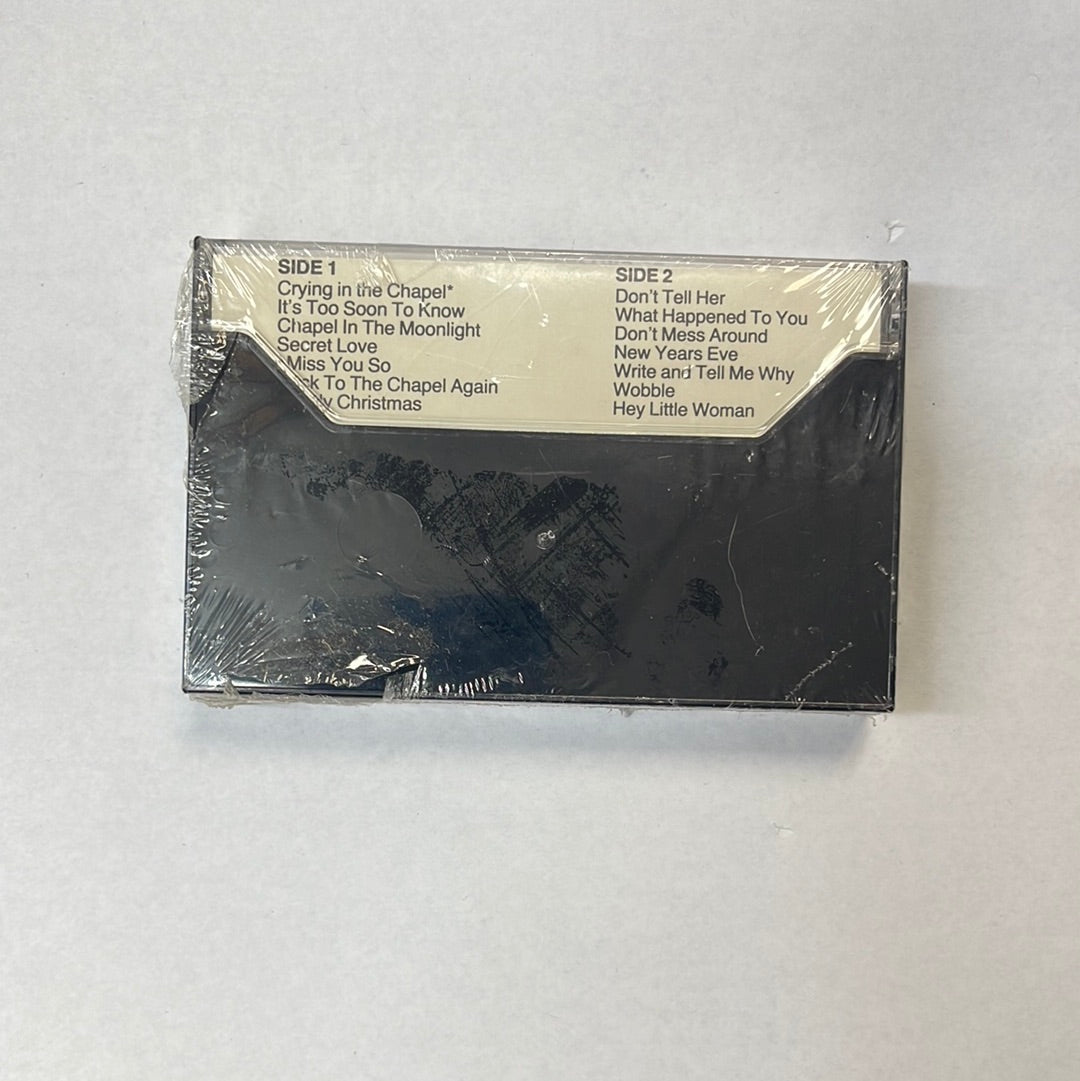 SIDE 1
Crying in the Chapel*
It's Too Soon To Know
Chapel In The Moonlight
Secret Love
Miss You So
To The Chapel Again
Christmas
SIDE 2
Don't Tell Her
What Happened To You
Don't Mess Around
New Years Eve
Write and Tell Me Why
Wobble
Hey Little Woman